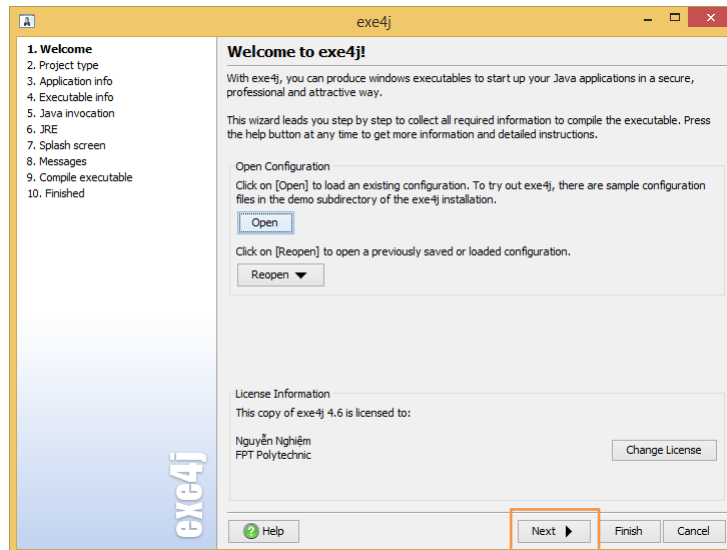 exe4j
1. Welcome
2. Project type
3. Application info
4. Executable info
5. Java invocation
6. JRE
7. Splash screen
8. Messages
9. Compile executable
10. Finished
exe4j
Welcome to exe4j!
With exe4j, you can produce windows executables to start up your Java applications in a secure,
professional and attractive way.
This wizard leads you step by step to collect all required information to compile the executable. Press
the help button at any time to get more information and detailed instructions.
Open Configuration
Click on [Open] to load an existing configuration. To try out exe4j, there are sample configuration
files in the demo subdirectory of the exe4j installation.
Open
Click on [Reopen] to open a previously saved or loaded configuration.
Reopen
License Information
This copy of exe4j 4.6 is licensed to:
Nguyễn Nghiệm
FPT Polytechnic
Change License
Help
Next
Finish
Cancel